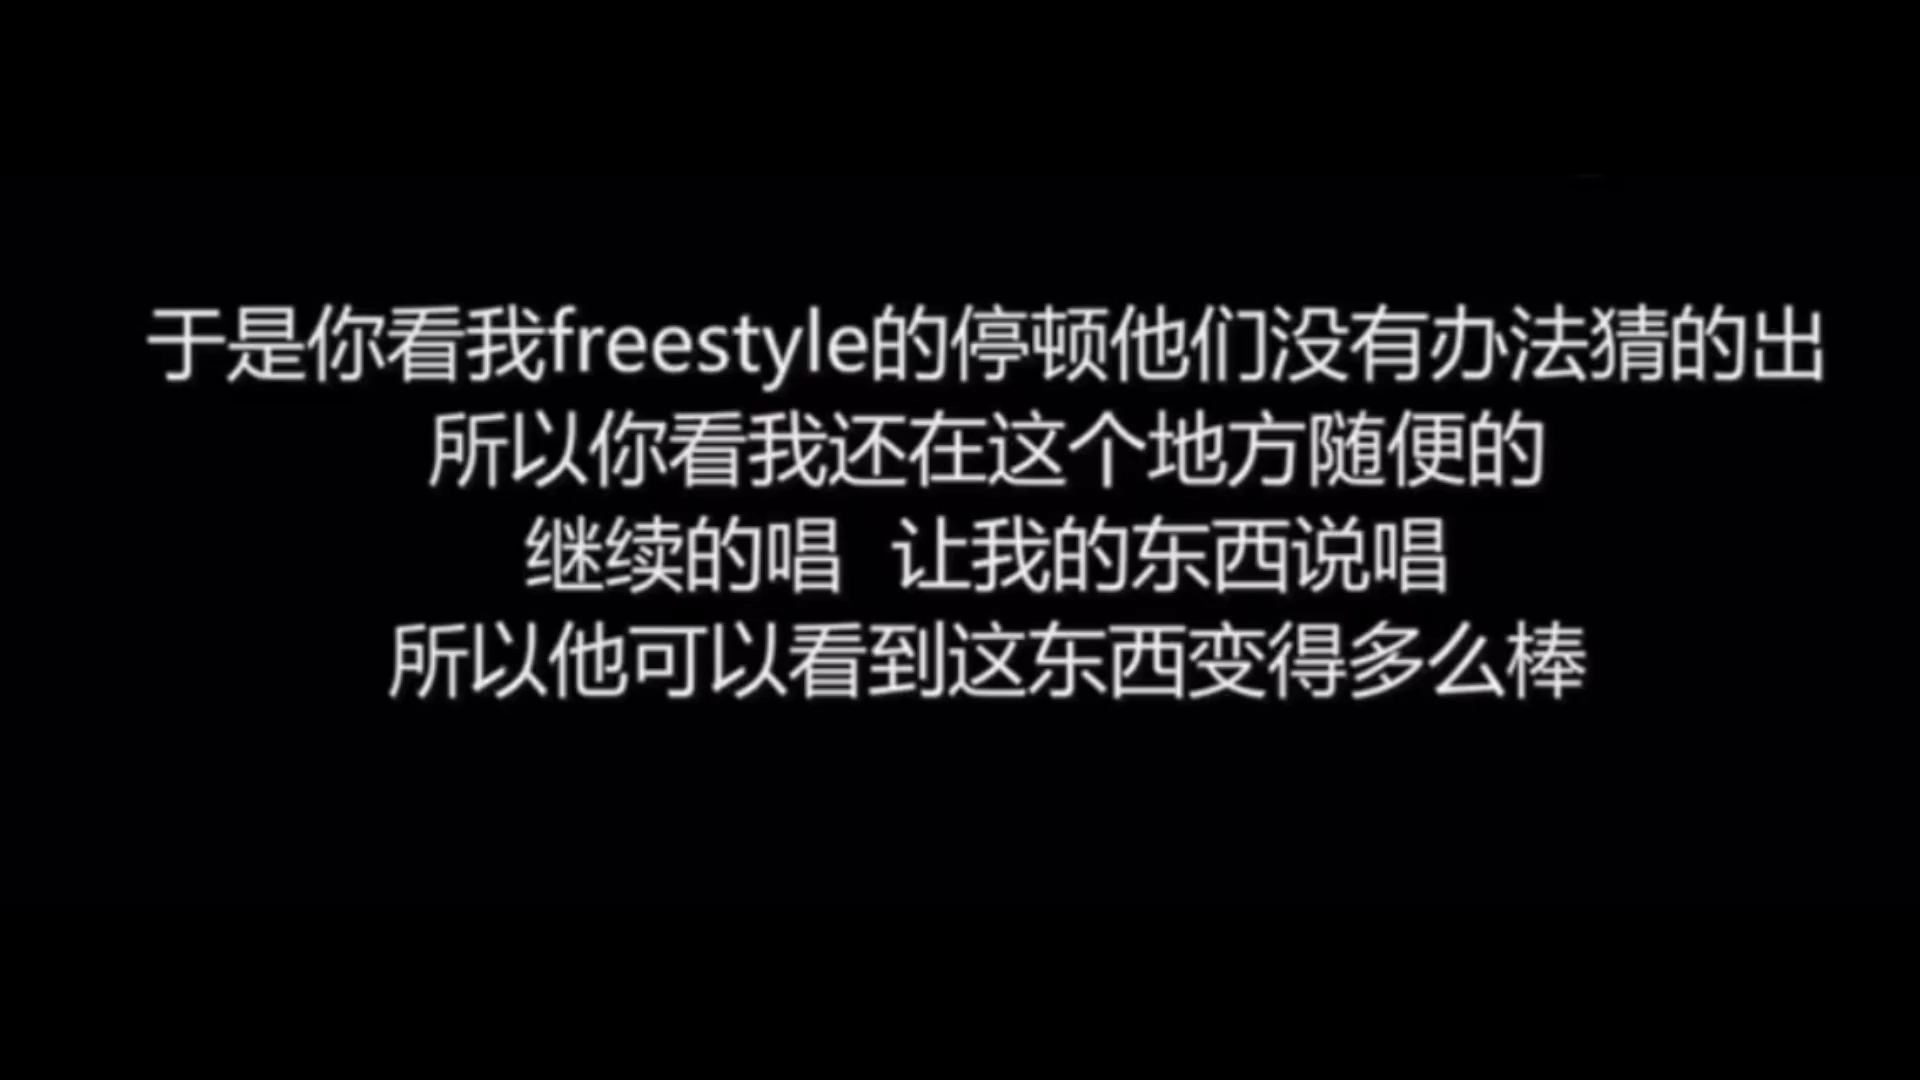 于是你看我freestyle的停顿他们没有办法猜的出
所以你看我还在这个地方随便的
继续的唱 让我的东西说唱
所以他可以看到这东西变得多么棒